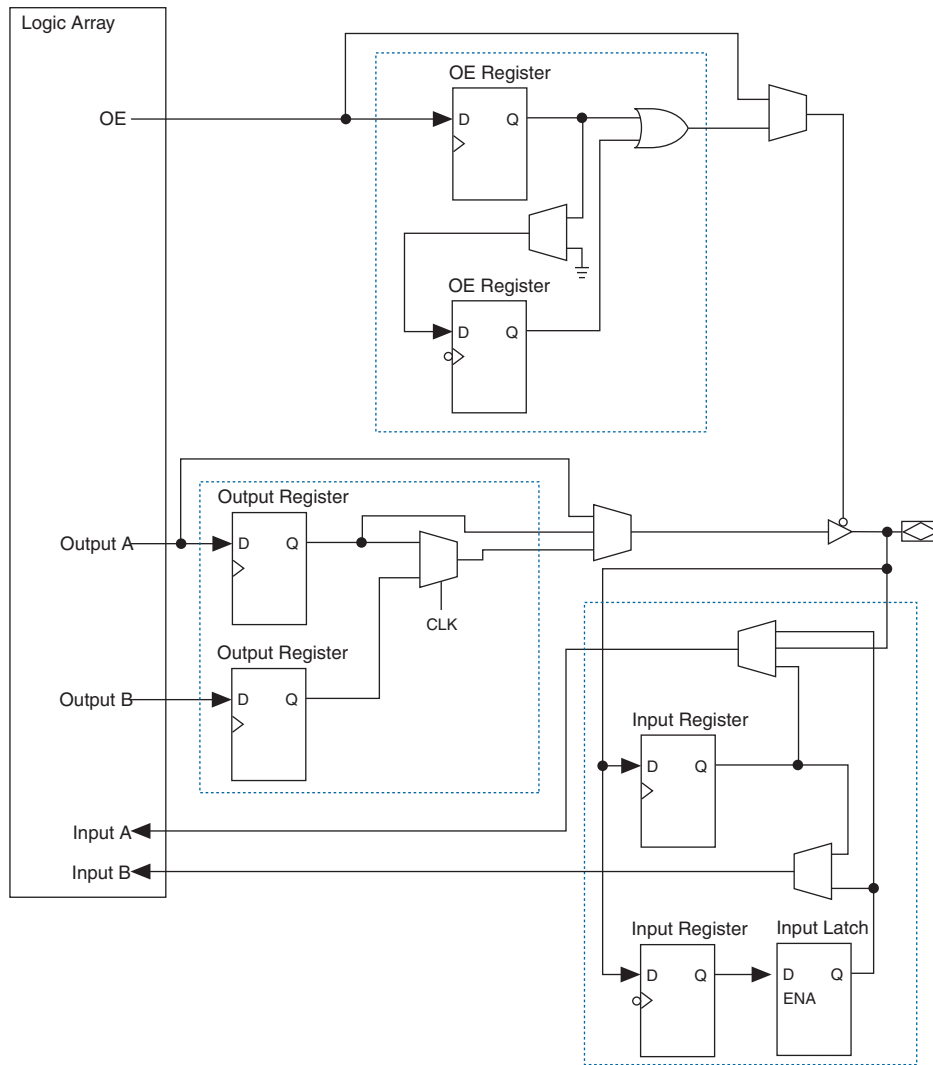 Logic Array
OE
OE Register
D Q
OE Register
D Q
Output Register
Output A
D Q
CLK
Output Register
Output B
D Q
Input Register
D Q
Input A
Input B
Input Register
Input Latch
D Q
D Q
ENA